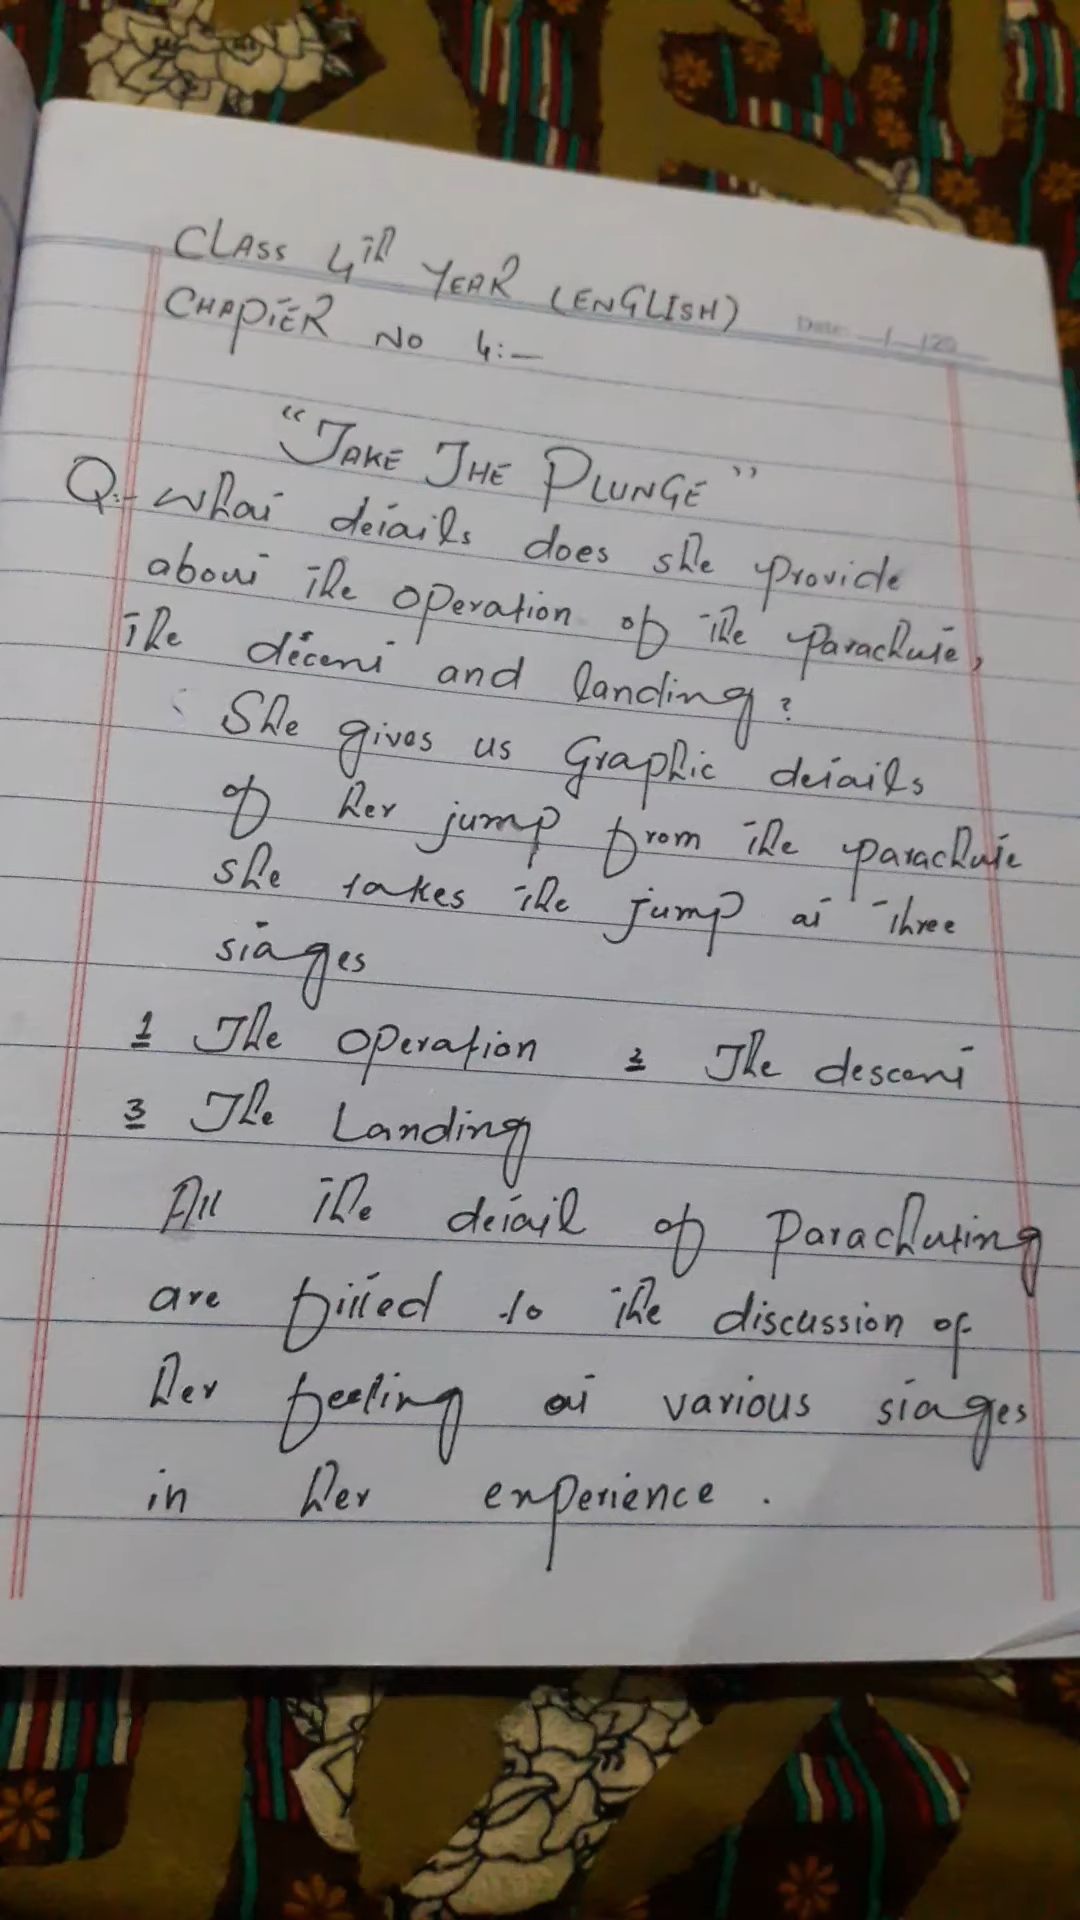 CLASS 4th YEAR (ENGLISH)
CHAPTER NO 4:-
Date: __/__/20__
"TAKE THE PLUNGE"
Q:- what details does she provide
about the operation of the parachute,
the decent and landing?
She gives us Graphic details
of her jump from the parachute
she takes the jump at three
stages
1 The operation 2 The descent
3 The Landing
All the detail of Parachuting
are fitted to the discussion of
her feeling at various stages
in her experience.